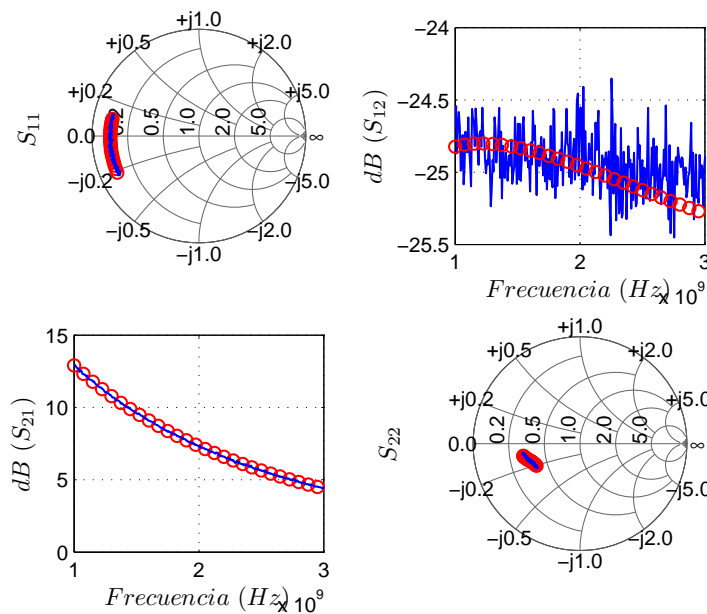 +j1.0
+j0.5
+j2.0
+j0.2
+j5.0
0.2
0.5
1.0
2.0
5.0
0.0
∞
−j0.2
−j5.0
−j0.5
−j2.0
−j1.0
S11
−24
−24.5
−25
−25.5
dB (S12)
1
2
3
Frecuencia (Hz)
x 10^9
15
10
5
0
dB (S21)
1
2
3
Frecuencia (Hz)
x 10^9
+j1.0
+j0.5
+j2.0
+j0.2
+j5.0
0.2
0.5
1.0
2.0
5.0
0.0
∞
−j0.2
−j5.0
−j0.5
−j2.0
−j1.0
S22